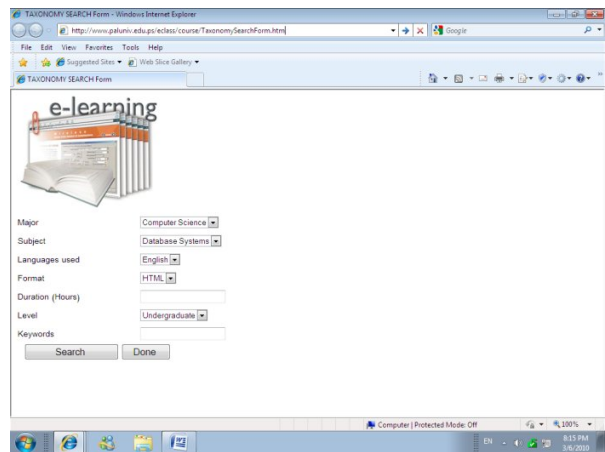 TAXONOMY SEARCH Form - Windows Internet Explorer
http://www.paluniv.edu.ps/eclass/course/TaxonomySearchForm.htm
Google
File Edit View Favorites Tools Help
Suggested Sites Web Slice Gallery
TAXONOMY SEARCH Form
e-learning
Major Computer Science
Subject Database Systems
Languages used English
Format HTML
Duration (Hours)
Level Undergraduate
Keywords
Search Done
Computer | Protected Mode: Off 100%
EN 8:15 PM
3/6/2010